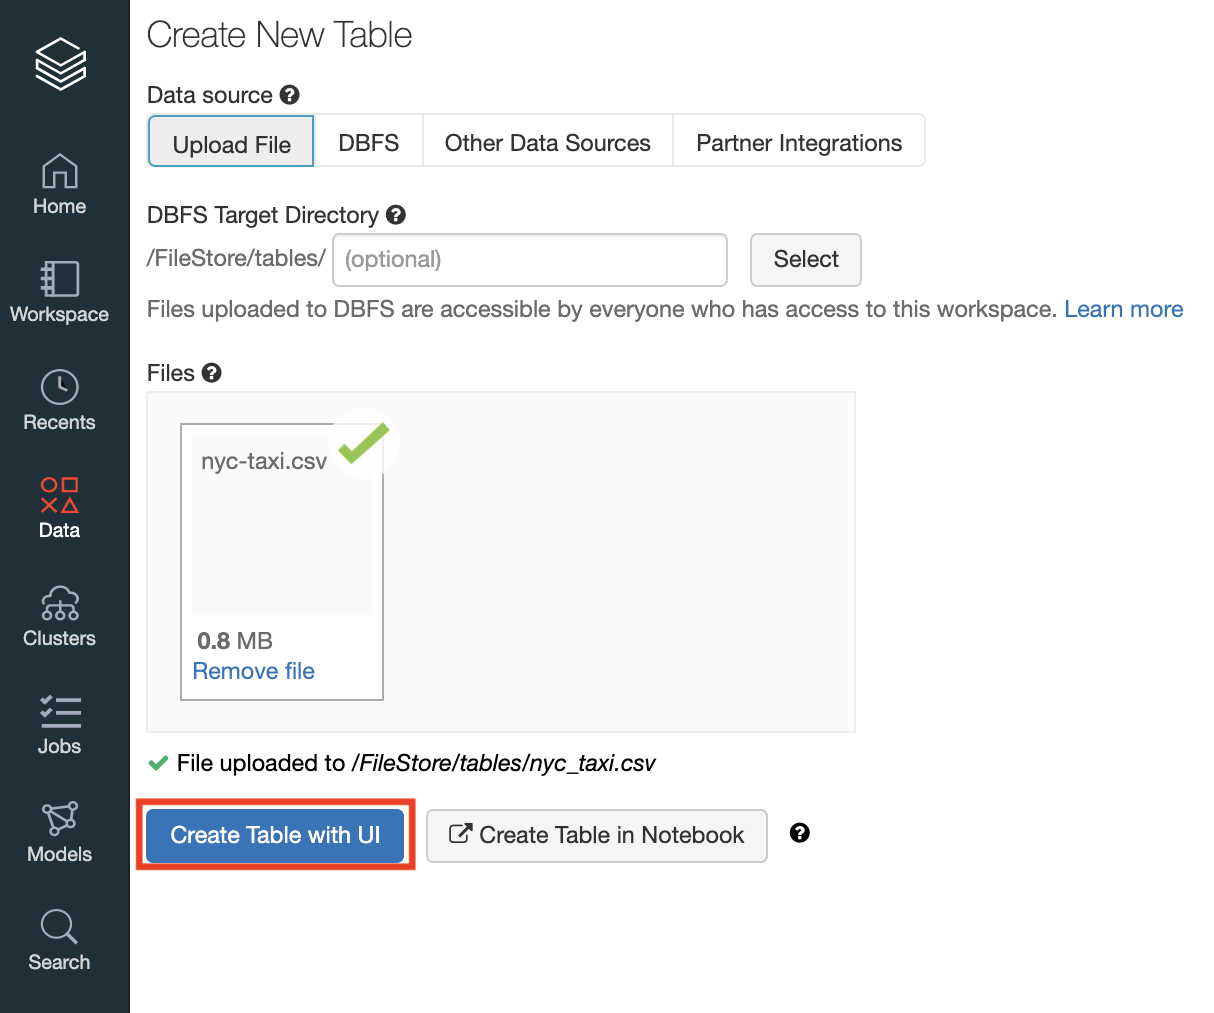 Create New Table
Data source
Upload File
DBFS
Other Data Sources
Partner Integrations
DBFS Target Directory
/FileStore/tables/
(optional)
Select
Files uploaded to DBFS are accessible by everyone who has access to this workspace. Learn more
Files
nyc-taxi.csv
0.8 MB
Remove file
File uploaded to /FileStore/tables/nyc_taxi.csv
Create Table with UI
Create Table in Notebook
Home
Workspace
Recents
Data
Clusters
Jobs
Models
Search